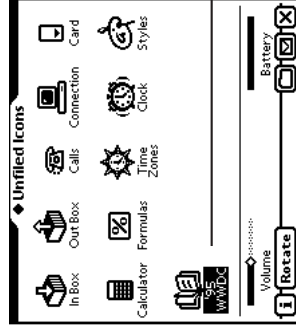 ◆ Unfiled Icons
In Box
Out Box
Calls
Connection
Card
Calculator
Formulas
Time
Zones
Clock
Styles
'95
WWDC
Volume
Battery
i Rotate